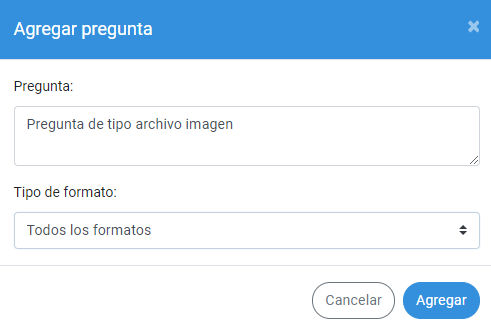 Agregar pregunta
×
Pregunta:
Pregunta de tipo archivo imagen
Tipo de formato:
Todos los formatos
Cancelar
Agregar